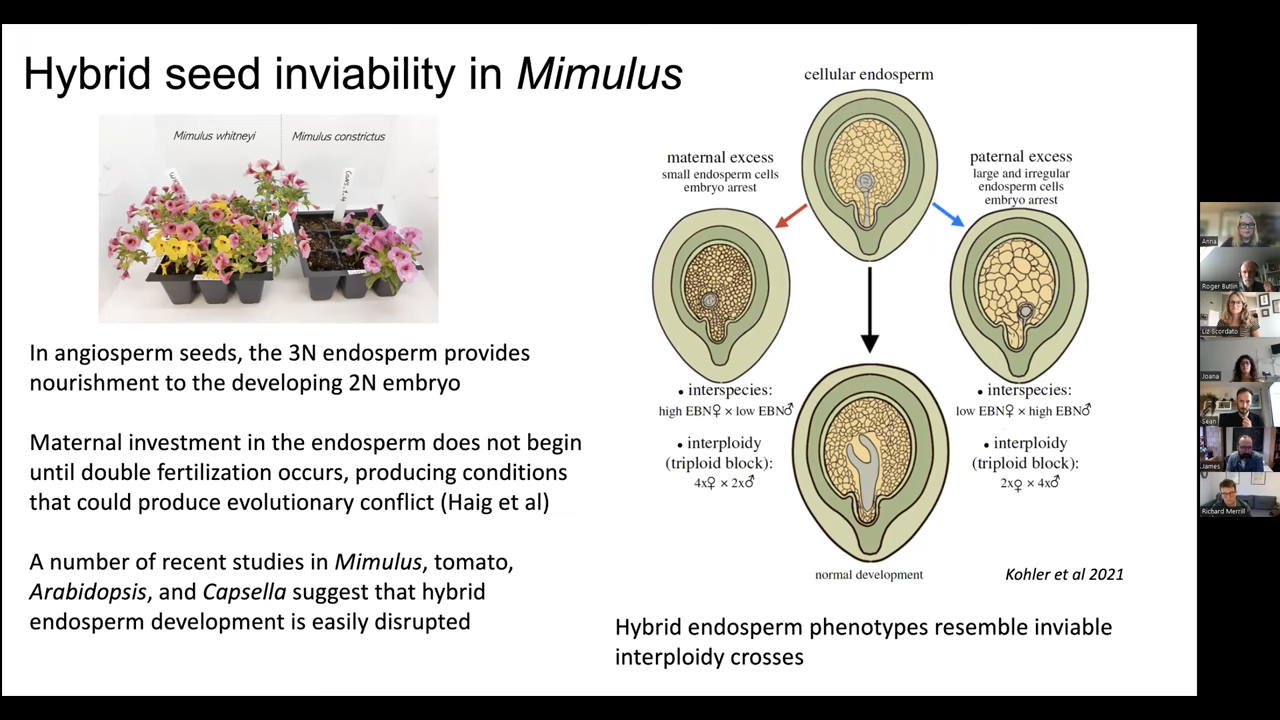 Hybrid seed inviability in Mimulus
Mimulus whitneyi
Mimulus constrictus
In angiosperm seeds, the 3N endosperm provides
nourishment to the developing 2N embryo
Maternal investment in the endosperm does not begin
until double fertilization occurs, producing conditions
that could produce evolutionary conflict (Haig et al)
A number of recent studies in Mimulus, tomato,
Arabidopsis, and Capsella suggest that hybrid
endosperm development is easily disrupted
cellular endosperm
maternal excess
small endosperm cells
embryo arrest
paternal excess
large and irregular
endosperm cells
embryo arrest
• interspecies:
high EBN♀ × low EBN♂
• interploidy
(triploid block):
4x♀ × 2x♂
• interspecies:
low EBN♀ × high EBN♂
• interploidy
(triploid block):
2x♀ × 4x♂
normal development
Kohler et al 2021
Hybrid endosperm phenotypes resemble inviable
interploidy crosses
Anna
Roger Butlin
Liz Scordato
Joana
Sean
James
Richard Merrill